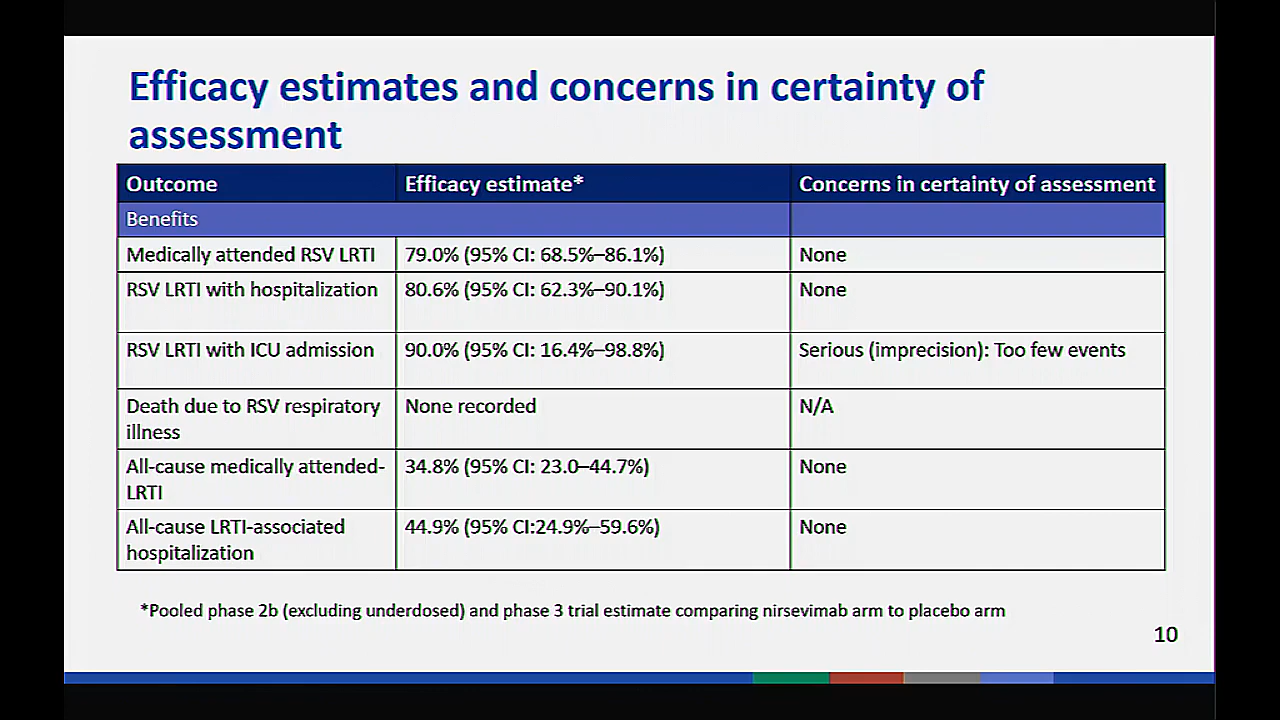 Efficacy estimates and concerns in certainty of
assessment
Outcome Efficacy estimate* Concerns in certainty of assessment
Benefits
Medically attended RSV LRTI 79.0% (95% CI: 68.5%–86.1%) None
RSV LRTI with hospitalization 80.6% (95% CI: 62.3%–90.1%) None
RSV LRTI with ICU admission 90.0% (95% CI: 16.4%–98.8%) Serious (imprecision): Too few events
Death due to RSV respiratory None recorded N/A
illness
All-cause medically attended- 34.8% (95% CI: 23.0–44.7%) None
LRTI
All-cause LRTI-associated 44.9% (95% CI:24.9%–59.6%) None
hospitalization
*Pooled phase 2b (excluding underdosed) and phase 3 trial estimate comparing nirsevimab arm to placebo arm
10